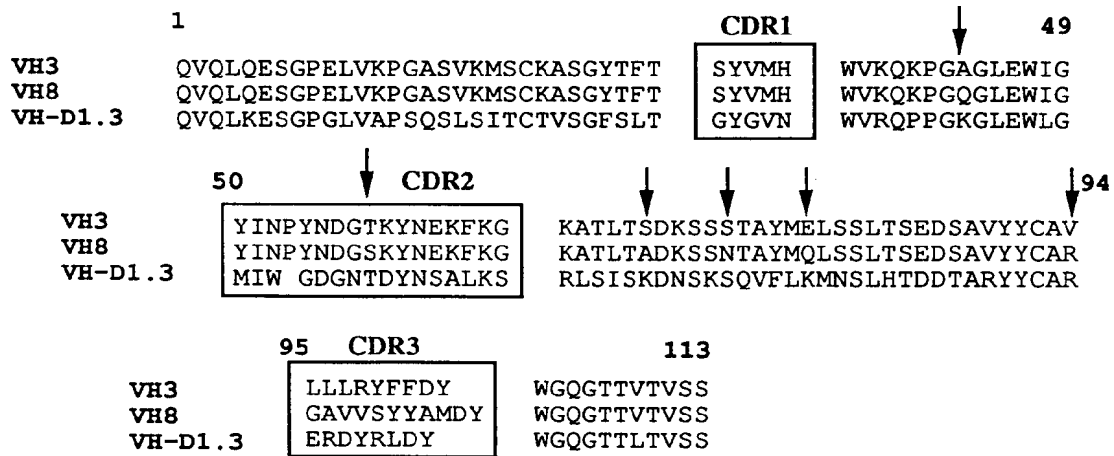 1 CDR1 49
VH3 QVQLQESGPELVKPGASVKMSCKASGYTFT SYVMH WVKQKPGAGLEWIG
VH8 QVQLQESGPELVKPGASVKMSCKASGYTFT SYVMH WVKQKPGQGLEWIG
VH-D1.3 QVQLKESGPGLVAPSQSLSITCTVSGFSLT GYGVN WVRQPPGKGLEWLG
50 CDR2 94
VH3 YINPYNDGTKYNEKFKG KATLTSDKSSSTAYMELSSLTSEDSAVYYCAV
VH8 YINPYNDGSKYNEKFKG KATLTADKSSNTAYMQLSSLTSEDSAVYYCAR
VH-D1.3 MIW GDGNTDYNSALKS RLSISKDNSKSQVFLKMNSLHTDDTARYYCAR
95 CDR3 113
VH3 LLLRYFFDY WGQGTTVTVSS
VH8 GAVVSYYAMDY WGQGTTVTVSS
VH-D1.3 ERDYRLDY WGQGTTLTVSS